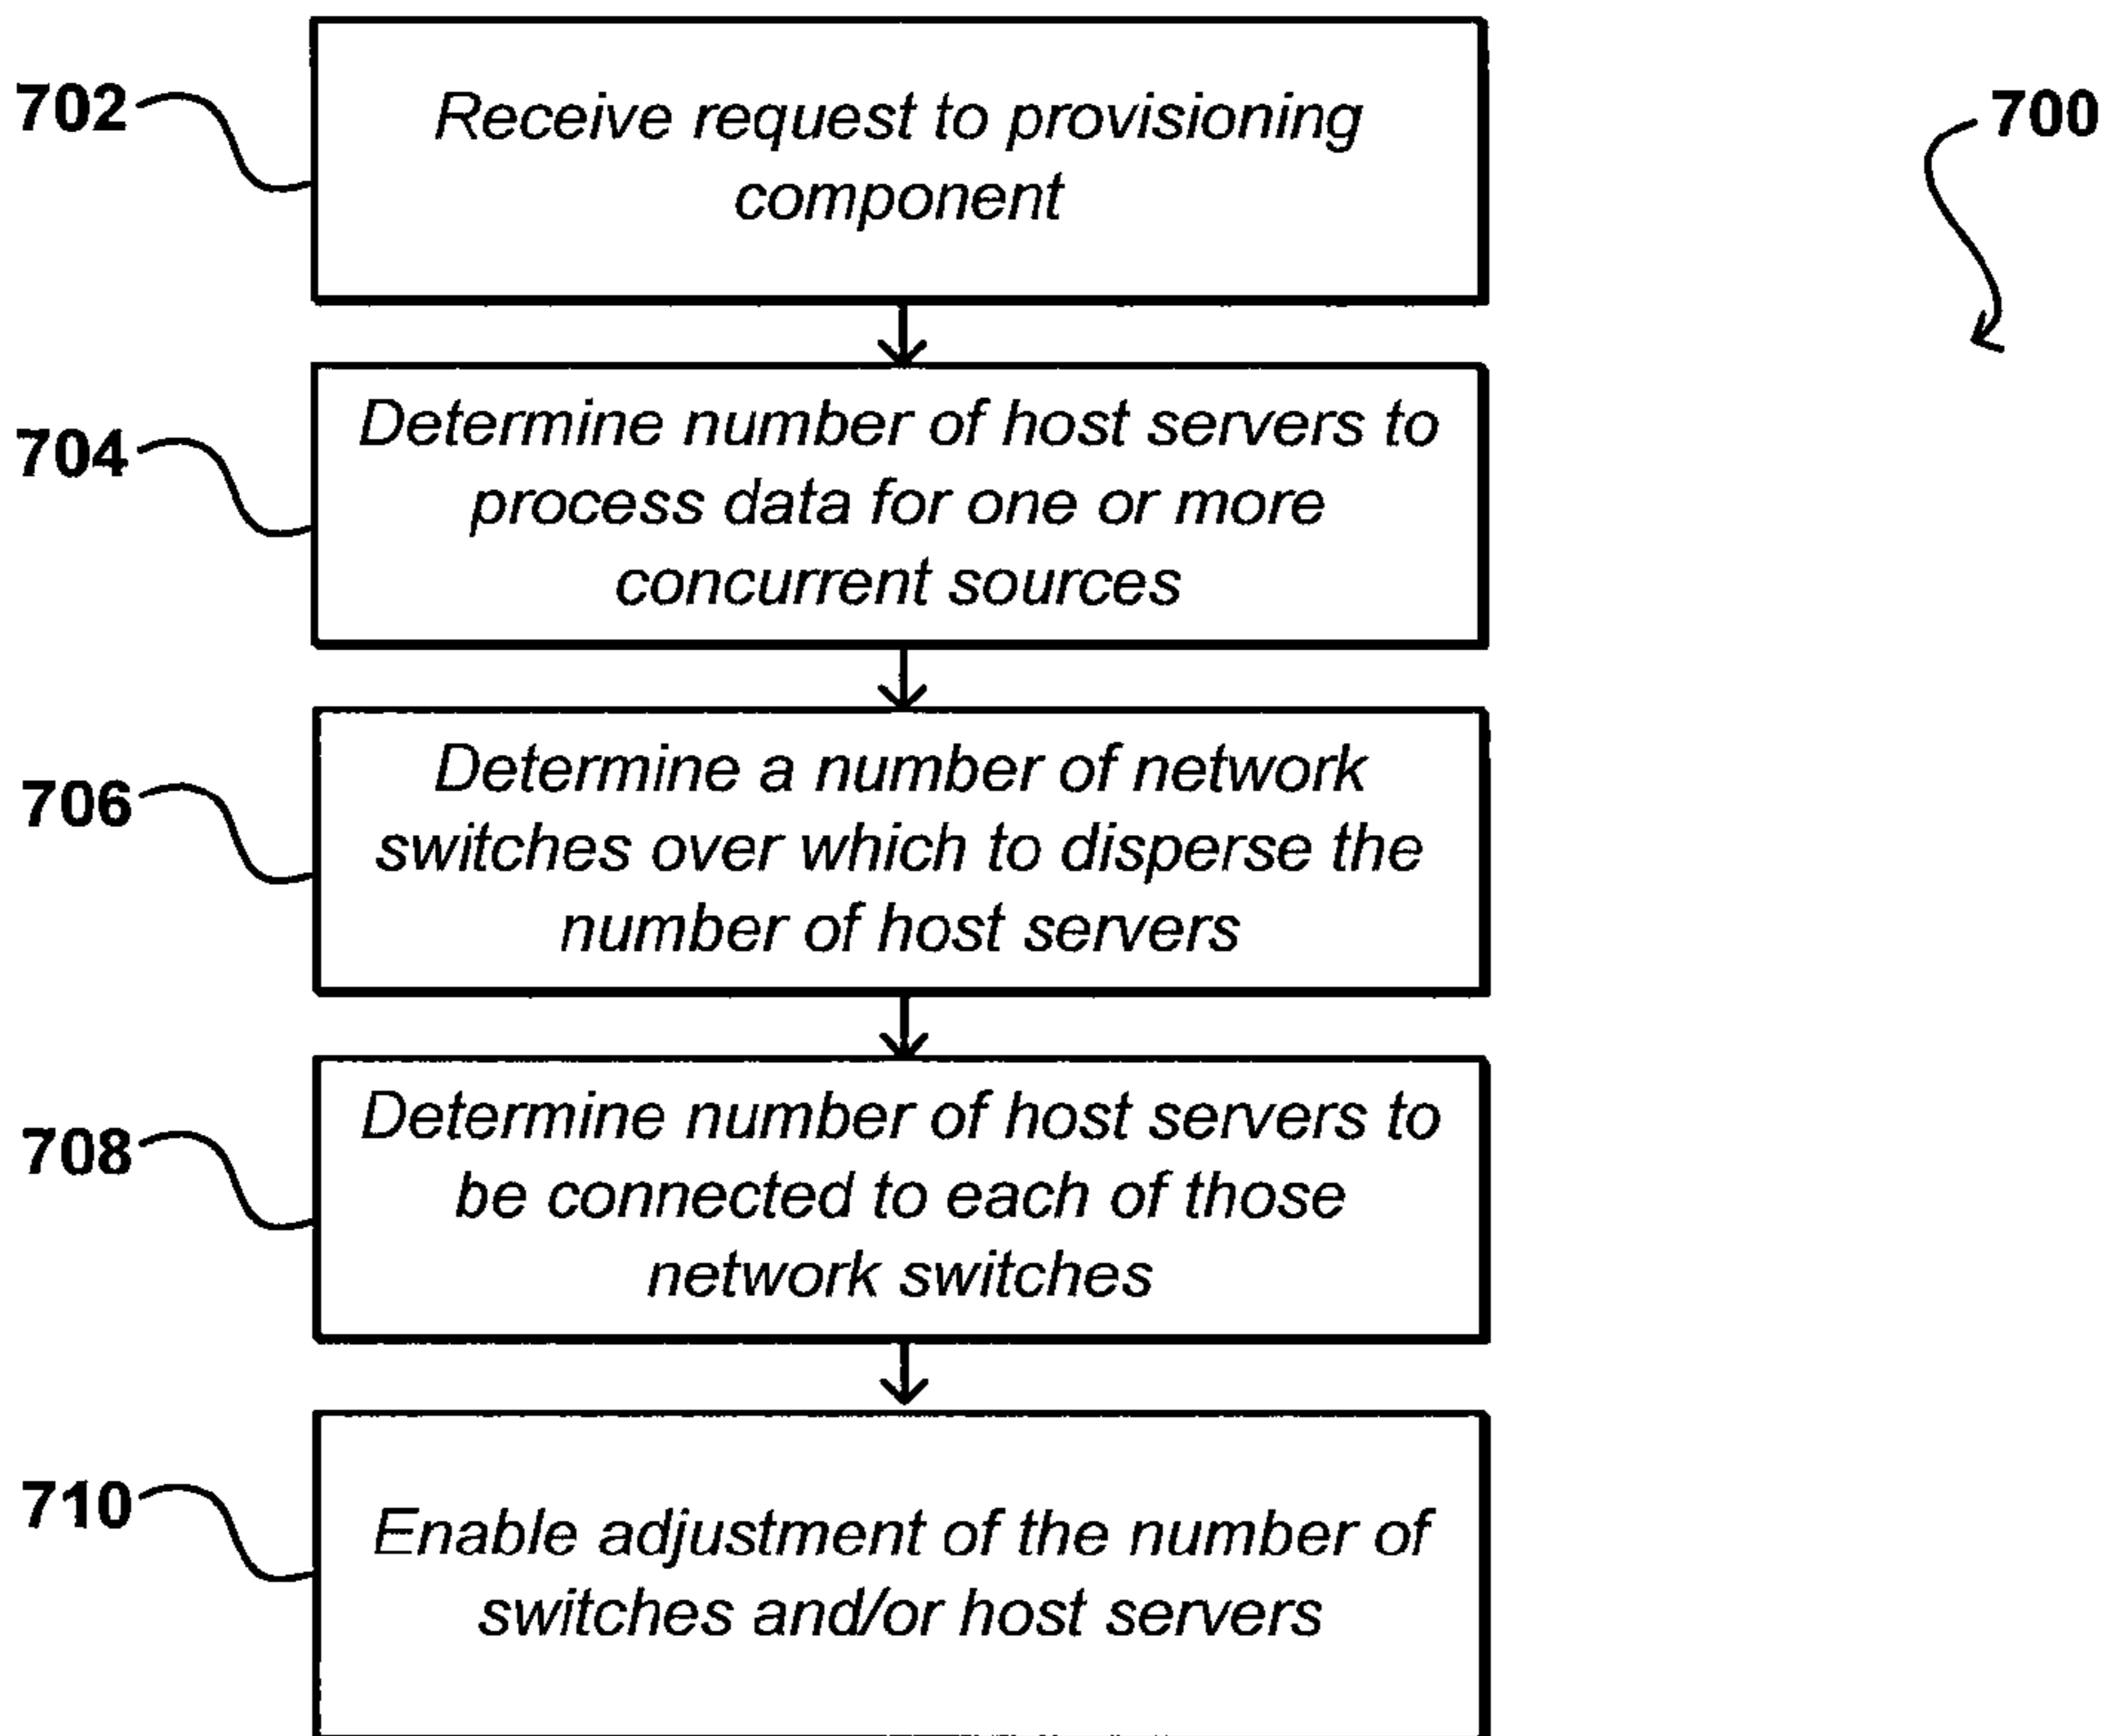 702
Receive request to provisioning
component
700
704
Determine number of host servers to
process data for one or more
concurrent sources
706
Determine a number of network
switches over which to disperse the
number of host servers
708
Determine number of host servers to
be connected to each of those
network switches
710
Enable adjustment of the number of
switches and/or host servers